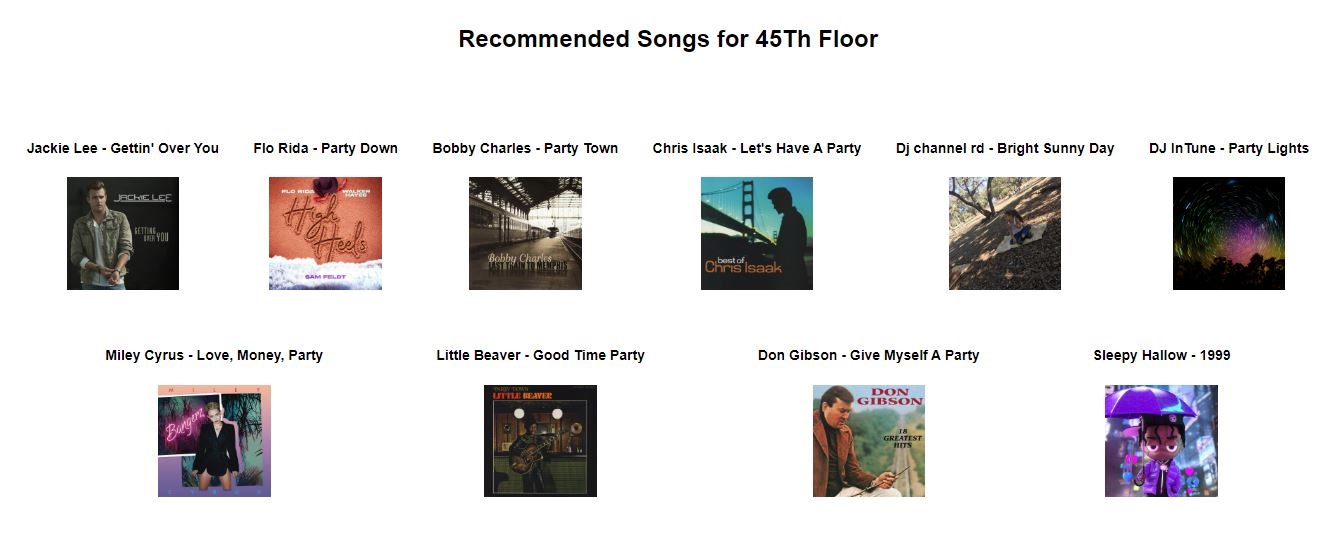 Recommended Songs for 45Th Floor
Jackie Lee - Gettin' Over You
Flo Rida - Party Down
Bobby Charles - Party Town
Chris Isaak - Let's Have A Party
Dj channel rd - Bright Sunny Day
DJ InTune - Party Lights
JACKIE LEE
GETTING
OVER YOU
FLO RIDA
WALKER
HAYES
High
Heels
SAM FELDT
Bobby Charles
LAST TRAIN TO MEMPHIS
best of
Chris Isaak
Miley Cyrus - Love, Money, Party
Little Beaver - Good Time Party
Don Gibson - Give Myself A Party
Sleepy Hallow - 1999
MILEY
Bangerz
CYRUS
PARTY DOWN
LITTLE BEAVER
DON
GIBSON
18
GREATEST
HITS